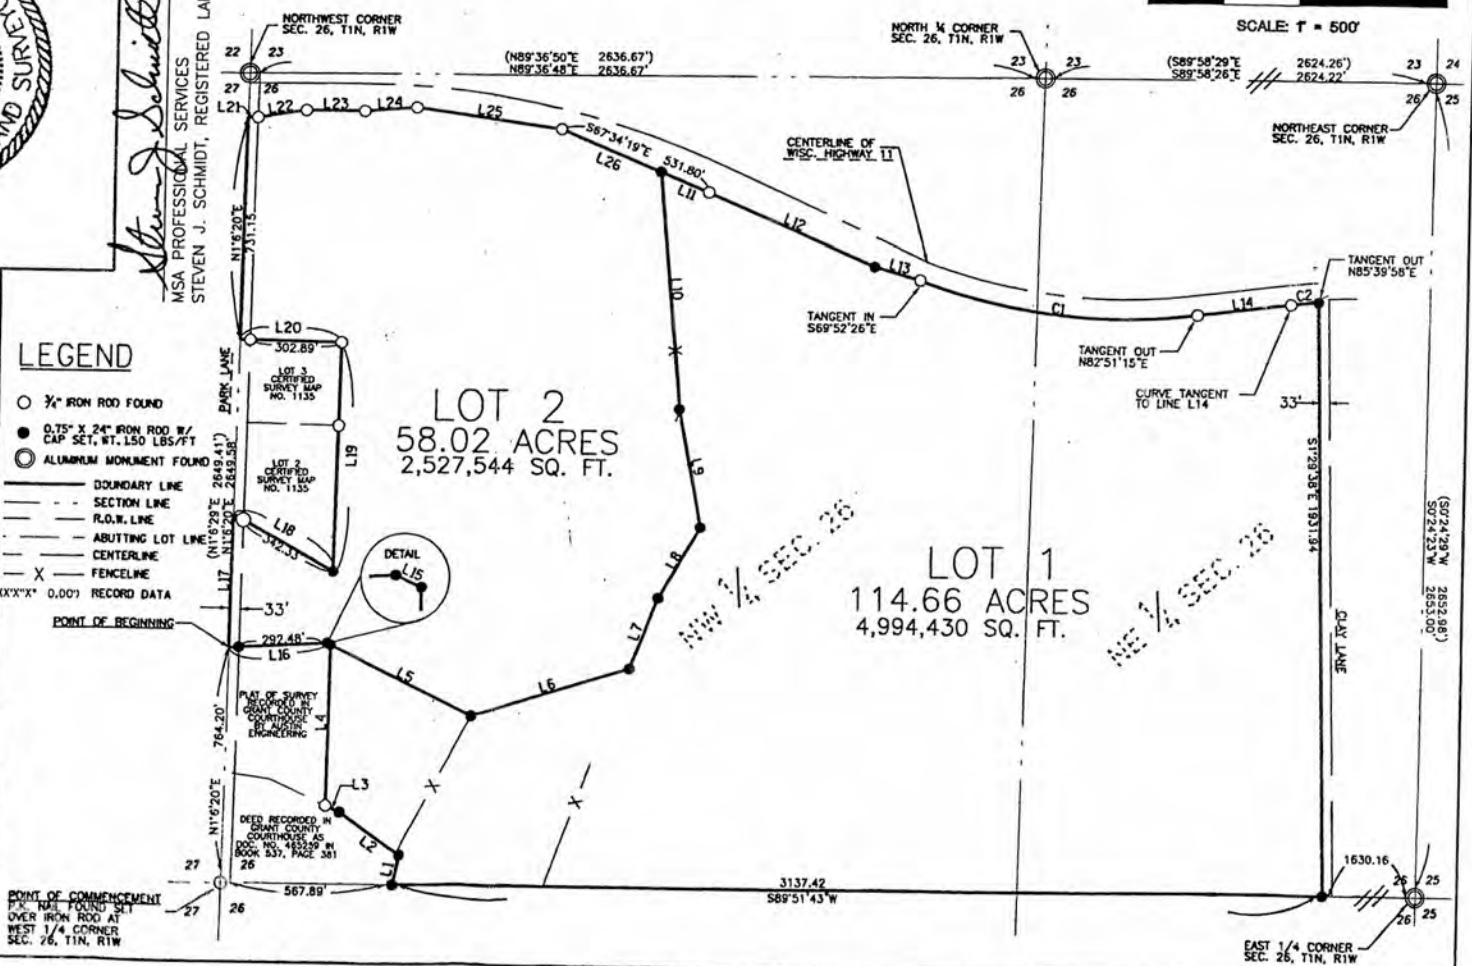 AND SURVEYO
MSA PROFESSIONAL SERVICES
STEVEN J. SCHMIDT, REGISTERED LA
SCALE: 1" = 500'
NORTHWEST CORNER
SEC. 26, T1N, R1W
22 23
27 26
(N89°36'50"E 2636.67')
N89°36'48"E 2636.67'
NORTH ¼ CORNER
SEC. 26, T1N, R1W
23 23
26 26
(S89°58'29"E 2624.26')
S89°58'26"E 2624.22'
23 24
26 25
NORTHEAST CORNER
SEC. 26, T1N, R1W
L21
L22
L23
L24
L25
S67°34'19"E 531.80'
L26
L11
L12
L13
CENTERLINE OF
WISC. HIGHWAY 11
TANGENT IN
S69°52'26"E
C1
L14
C2
TANGENT OUT
N85°39'58"E
TANGENT OUT
N82°51'15"E
CURVE TANGENT
TO LINE L14
33'
N1°6'20"E
731.15
L20
302.89'
LOT 3
CERTIFIED
SURVEY MAP
NO. 1135
PARK LANE
L19
LOT 2
CERTIFIED
SURVEY MAP
NO. 1135
L18
342.33
(N1°6'29"E 2649.41')
N1°6'20"E 2649.58'
L17
33'
LEGEND
¾" IRON ROD FOUND
0.75" X 24" IRON ROD W/
CAP SET, WT. 1.50 LBS/FT
ALUMINUM MONUMENT FOUND
BOUNDARY LINE
SECTION LINE
R.O.W. LINE
ABUTTING LOT LINE
CENTERLINE
X FENCELINE
(X'X"X" 0.00') RECORD DATA
POINT OF BEGINNING
LOT 2
58.02 ACRES
2,527,544 SQ. FT.
L10
X
L9
L8
L7
L6
L5
DETAIL
L15
292.48'
L16
NW ¼ SEC. 26
LOT 1
114.66 ACRES
4,994,430 SQ. FT.
NE ¼ SEC. 26
S1°29'38"E 1931.94
CLAY LANE
(S0°24'29"W 2652.98')
S0°24'23"W 2653.00'
PLAT OF SURVEY
RECORDED IN
GRANT COUNTY
COURTHOUSE
BY AUSTIN
ENGINEERING
L4
764.20'
N1°6'20"E
L3
X
X
DEED RECORDED IN
GRANT COUNTY
COURTHOUSE AS
DOC. NO. 465259 IN
BOOK 537, PAGE 381
L2
L1
27 26
27 26
567.89'
3137.42
S89°51'43"W
1630.16
26 25
26 25
POINT OF COMMENCEMENT
P.K. NAIL FOUND SET
OVER IRON ROD AT
WEST 1/4 CORNER
SEC. 26, T1N, R1W
EAST 1/4 CORNER
SEC. 26, T1N, R1W